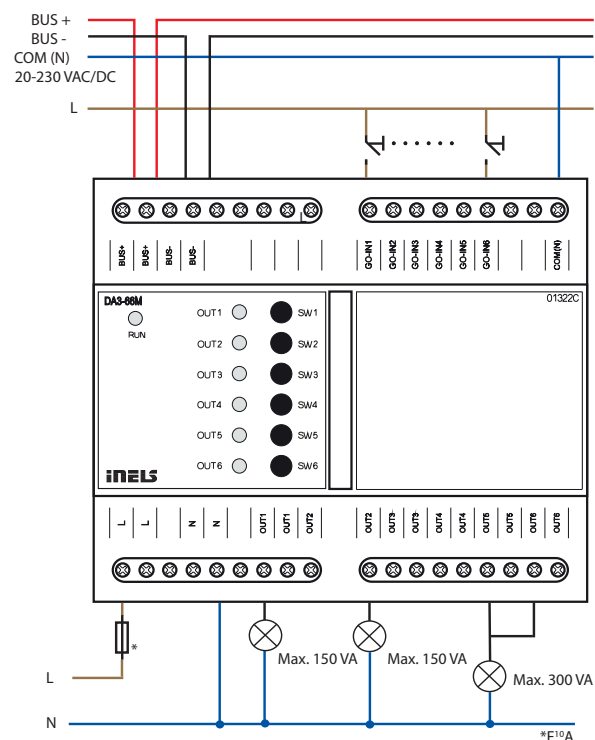 BUS +
BUS -
COM (N)
20-230 VAC/DC
L
L
BUS+
BUS+
BUS-
BUS-
GO-IN1
GO-IN2
GO-IN3
GO-IN4
GO-IN5
GO-IN6
COM(N)
DA3-66M
RUN
01322C
OUT1
SW1
OUT2
SW2
OUT3
SW3
OUT4
SW4
OUT5
SW5
OUT6
SW6
iNELS
L
L
N
N
OUT1
OUT1
OUT2
OUT2
OUT3
OUT3
OUT4
OUT4
OUT5
OUT5
OUT6
OUT6
*
Max. 150 VA
Max. 150 VA
Max. 300 VA
L
N
*F10A